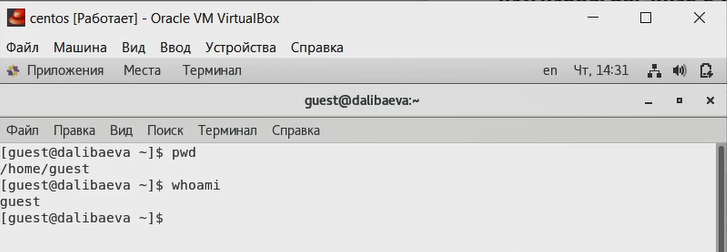 centos [Работает] - Oracle VM VirtualBox
Файл Машина Вид Ввод Устройства Справка
Приложения Места Терминал en Чт, 14:31
guest@dalibaeva:~
Файл Правка Вид Поиск Терминал Справка
[guest@dalibaeva ~]$ pwd
/home/guest
[guest@dalibaeva ~]$ whoami
guest
[guest@dalibaeva ~]$